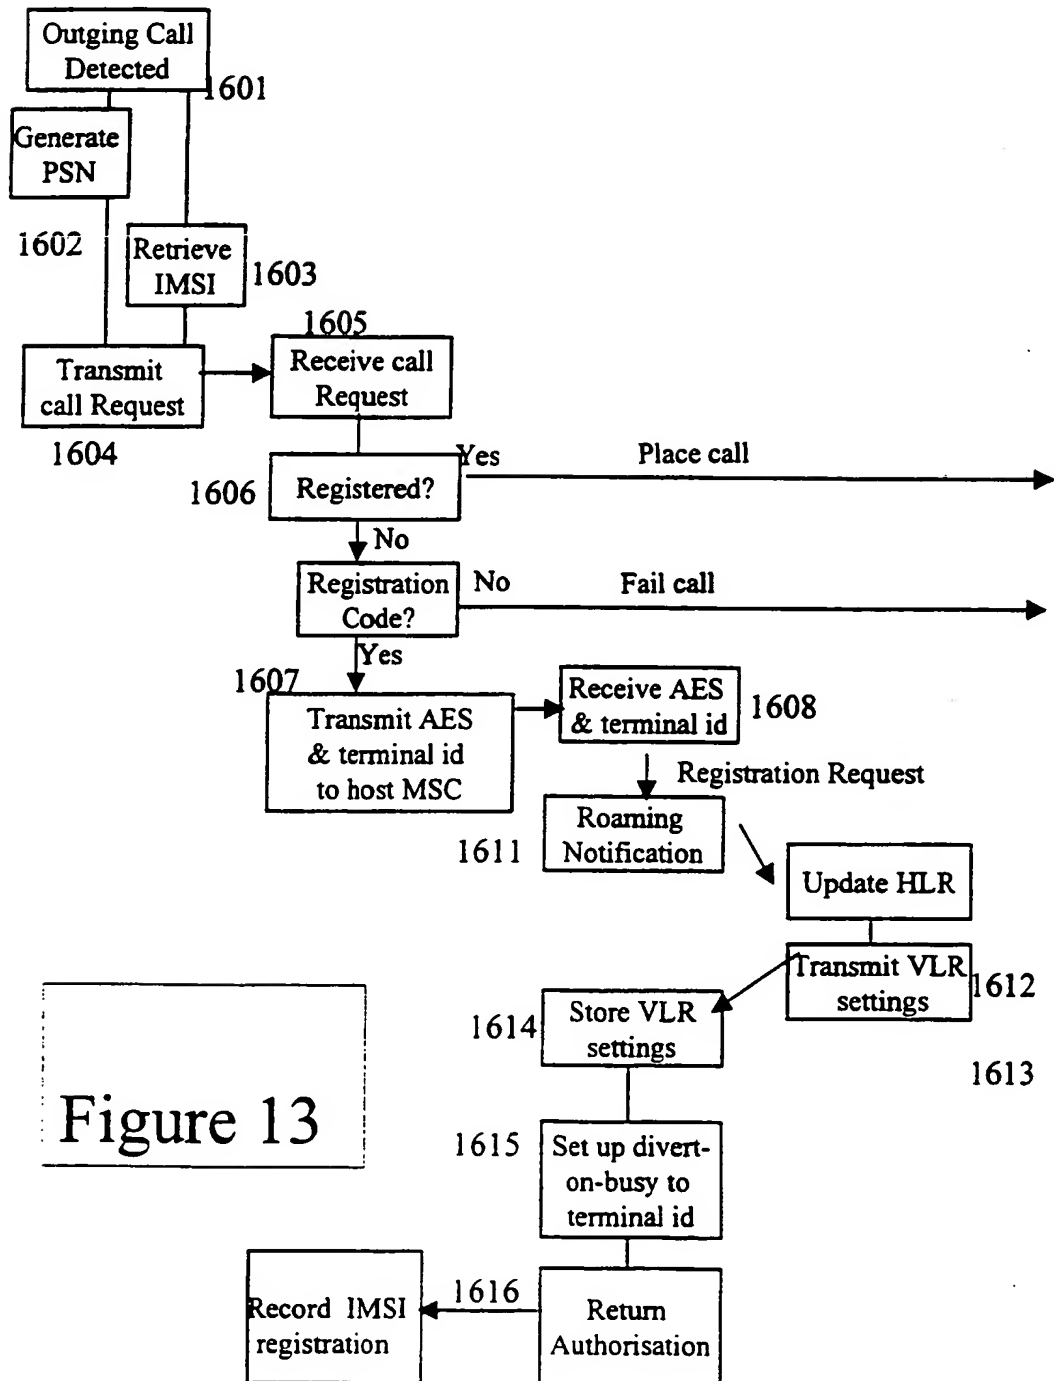 Outging Call
Detected
1601
Generate
PSN
1602
Retrieve
IMSI
1603
1605
Transmit
call Request
1604
Receive call
Request
Yes
Place call
1606
Registered?
No
Registration
Code?
No
Fail call
Yes
1607
Transmit AES
& terminal id
to host MSC
Receive AES
& terminal id
1608
Registration Request
1611
Roaming
Notification
Update HLR
Transmit VLR
settings
1612
1613
1614
Store VLR
settings
Figure 13
1615
Set up divert-
on-busy to
terminal id
1616
Record IMSI
registration
Return
Authorisation